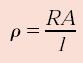 ρ = RA/l